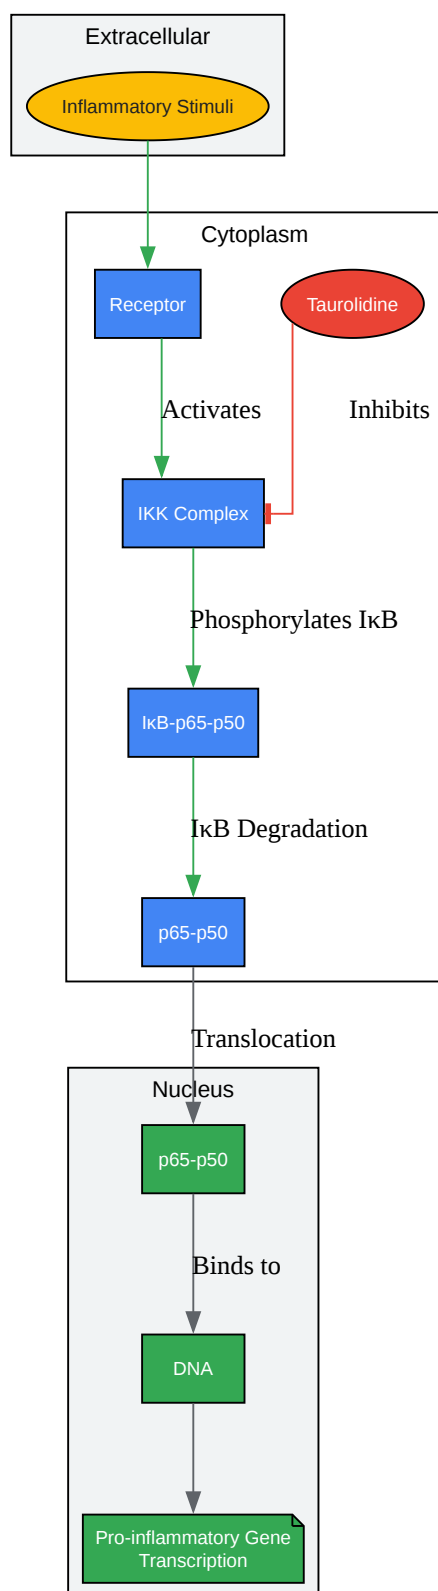 Extracellular
Inflammatory Stimuli
Cytoplasm
Receptor
Taurolidine
Activates
Inhibits
IKK Complex
Phosphorylates IκB
IκB-p65-p50
IκB Degradation
p65-p50
Translocation
Nucleus
p65-p50
Binds to
DNA
Pro-inflammatory Gene
Transcription